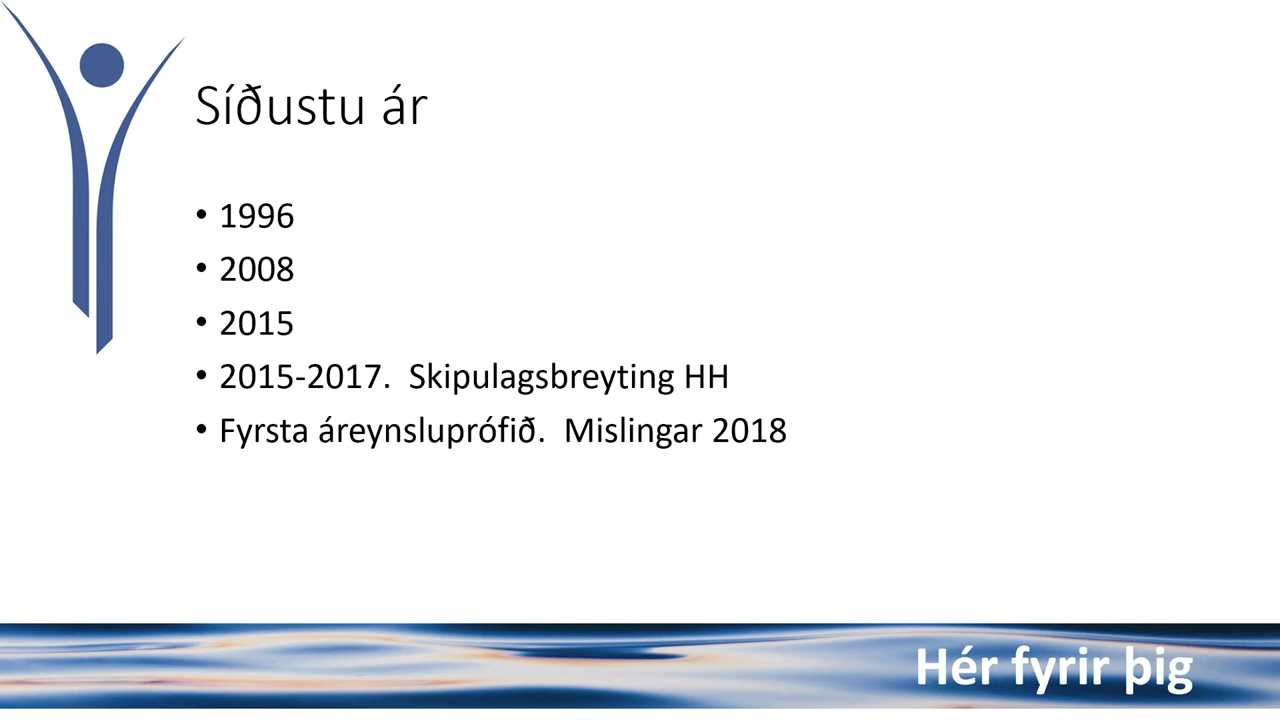 Síðustu ár
• 1996
• 2008
• 2015
• 2015-2017. Skipulagsbreyting HH
• Fyrsta áreynsluprófið. Mislingar 2018
Hér fyrir þig